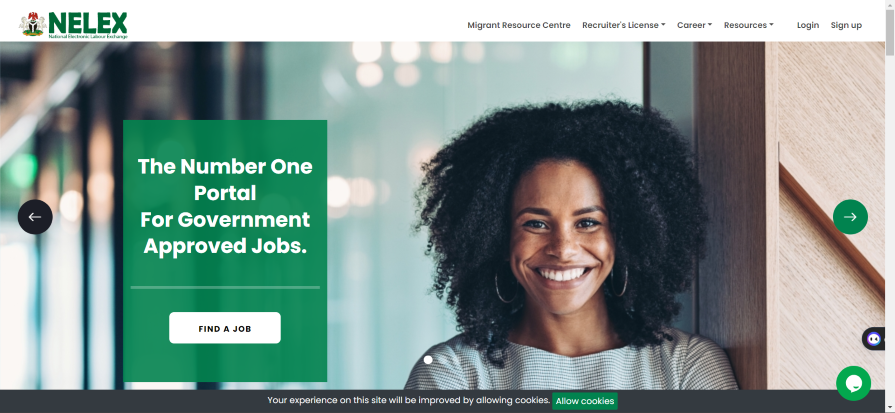 NELEX
National Electronic Labour Exchange
Migrant Resource Centre Recruiter's License Career Resources Login Sign up
The Number One
Portal
For Government
Approved Jobs.
FIND A JOB
Your experience on this site will be improved by allowing cookies. Allow cookies